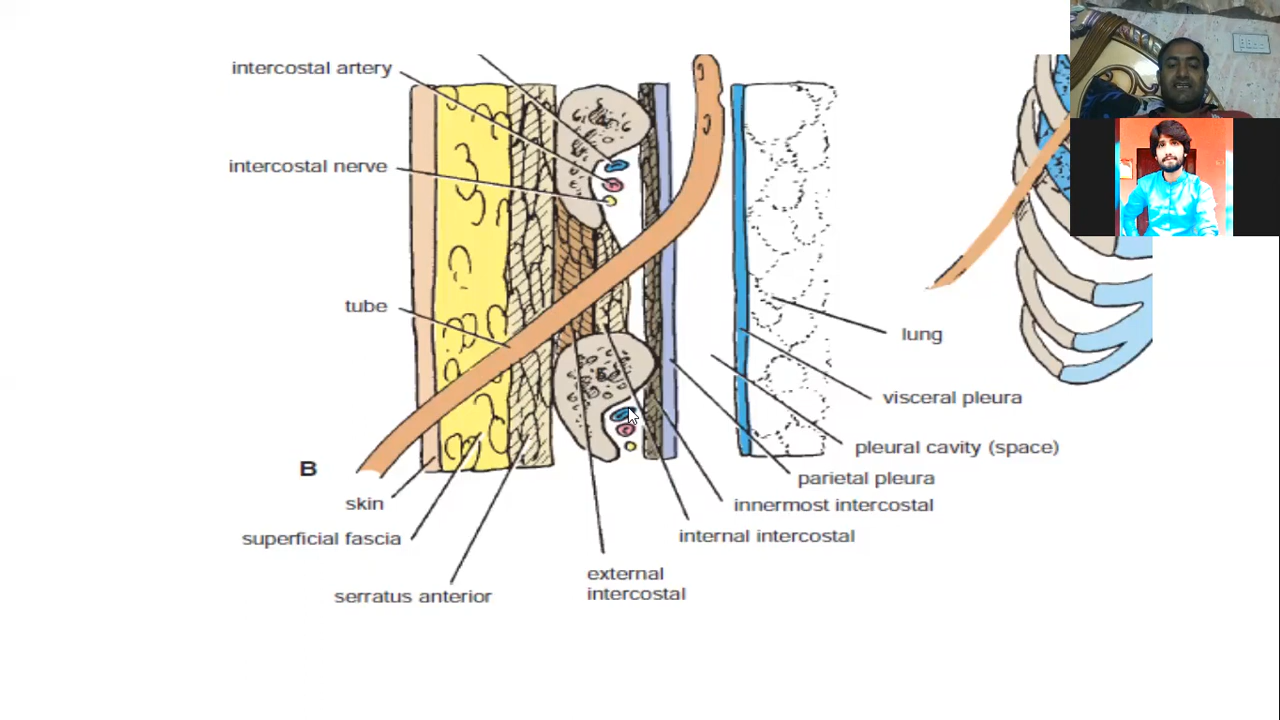 intercostal artery
intercostal nerve
tube
lung
visceral pleura
pleural cavity (space)
B
parietal pleura
skin
innermost intercostal
superficial fascia
internal intercostal
external
intercostal
serratus anterior